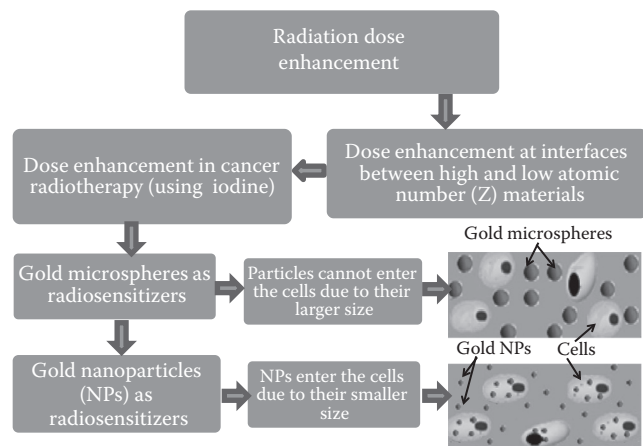 Radiation dose
enhancement
Dose enhancement in cancer
radiotherapy (using iodine)
Dose enhancement at interfaces
between high and low atomic
number (Z) materials
Gold microspheres
Gold microspheres as
radiosensitizers
Particles cannot enter
the cells due to their
larger size
Gold NPs
Cells
Gold nanoparticles
(NPs) as
radiosensitizers
NPs enter the cells
due to their smaller
size